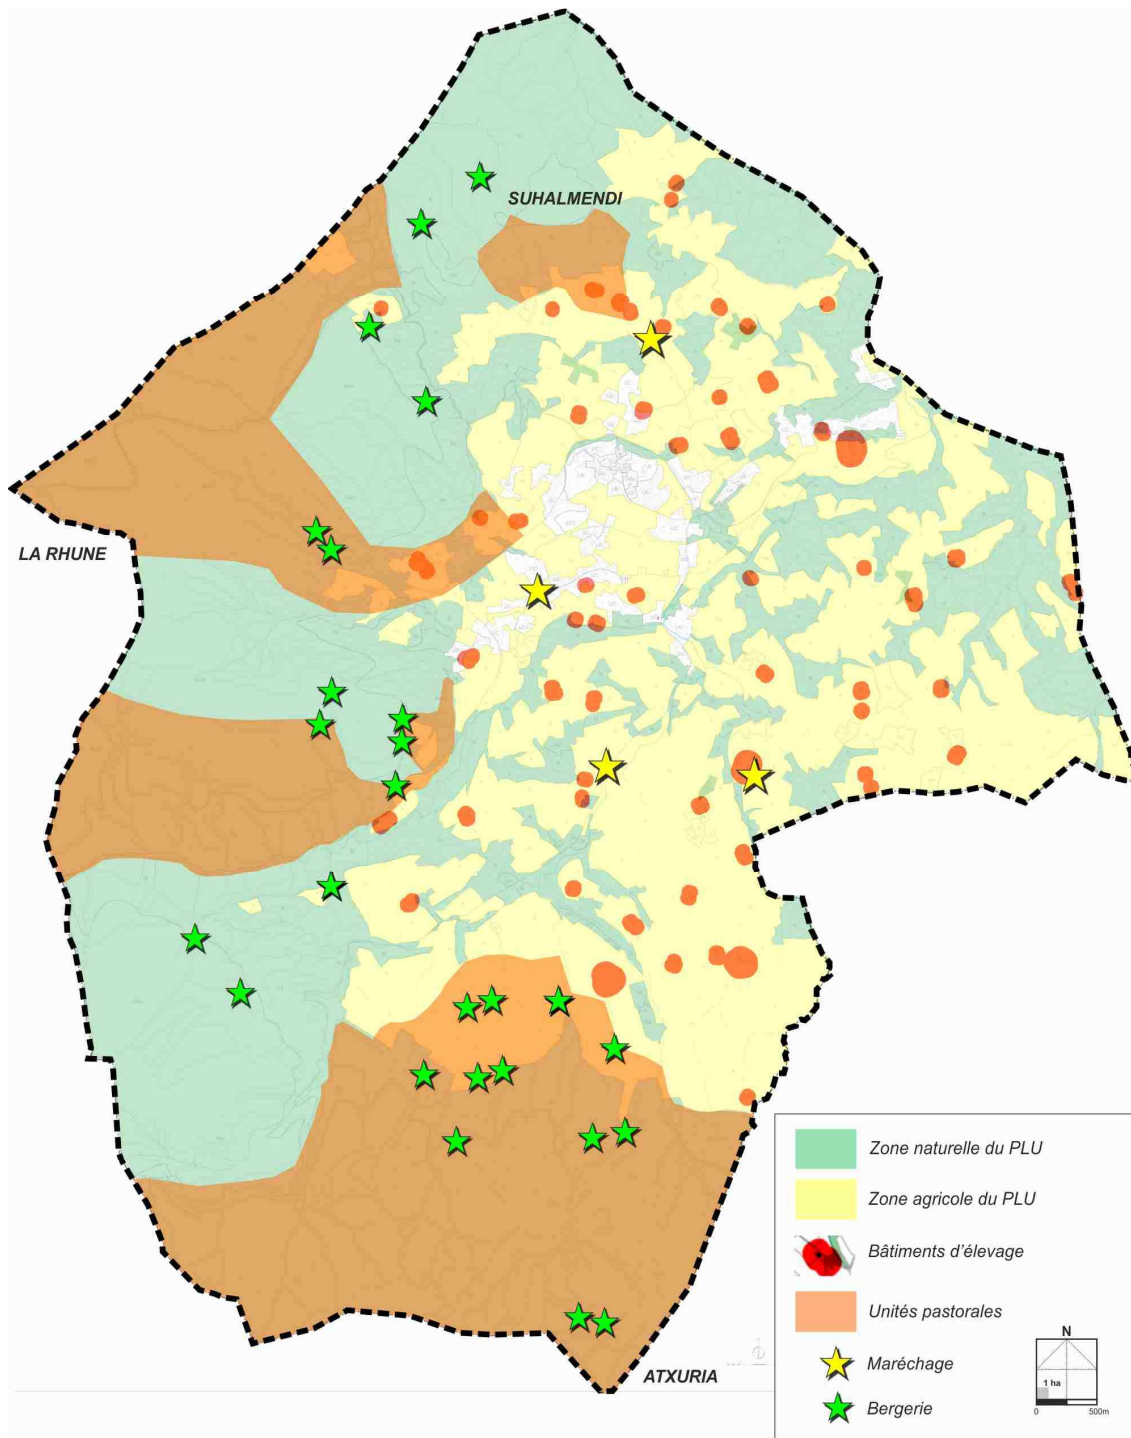 SUHALMENDI
LA RHUNE
ATXURIA
Zone naturelle du PLU
Zone agricole du PLU
Bâtiments d'élevage
Unités pastorales
Maréchage
Bergerie
N
1 ha
0 500m